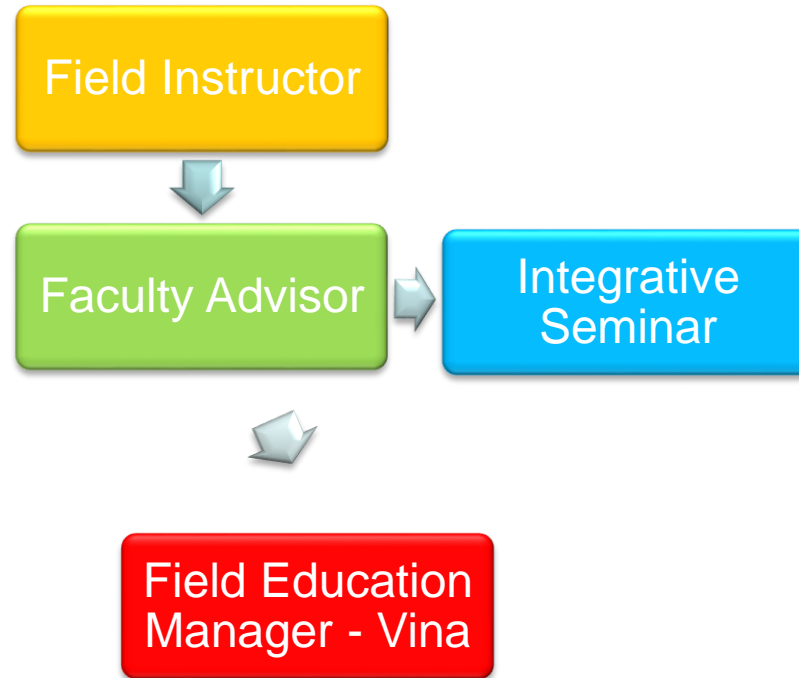 Field Instructor
Faculty Advisor
Integrative
Seminar
Field Education
Manager - Vina